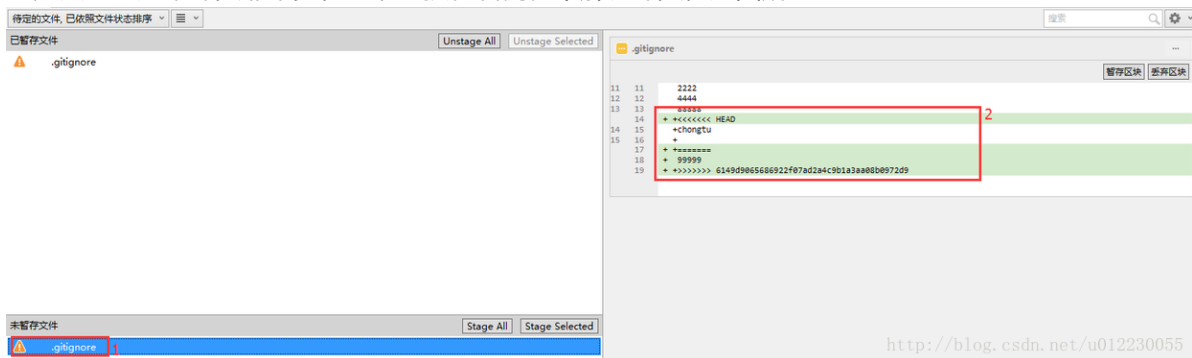 待定的文件, 已依照文件状态排序
搜索
已暂存文件 Unstage All Unstage Selected
.gitignore
.gitignore ...
暂存区块 丢弃区块
11 11 2222
12 12 4444
13 13 88888
14 + +<<<<<<< HEAD
14 15 +chongtu
15 16 +
17 + +=======
18 + 99999
19 + +>>>>>>> 6149d9065686922f07ad2a4c9b1a3aa08b0972d9
2
未暂存文件 Stage All Stage Selected
.gitignore 1
http://blog.csdn.net/u012230055